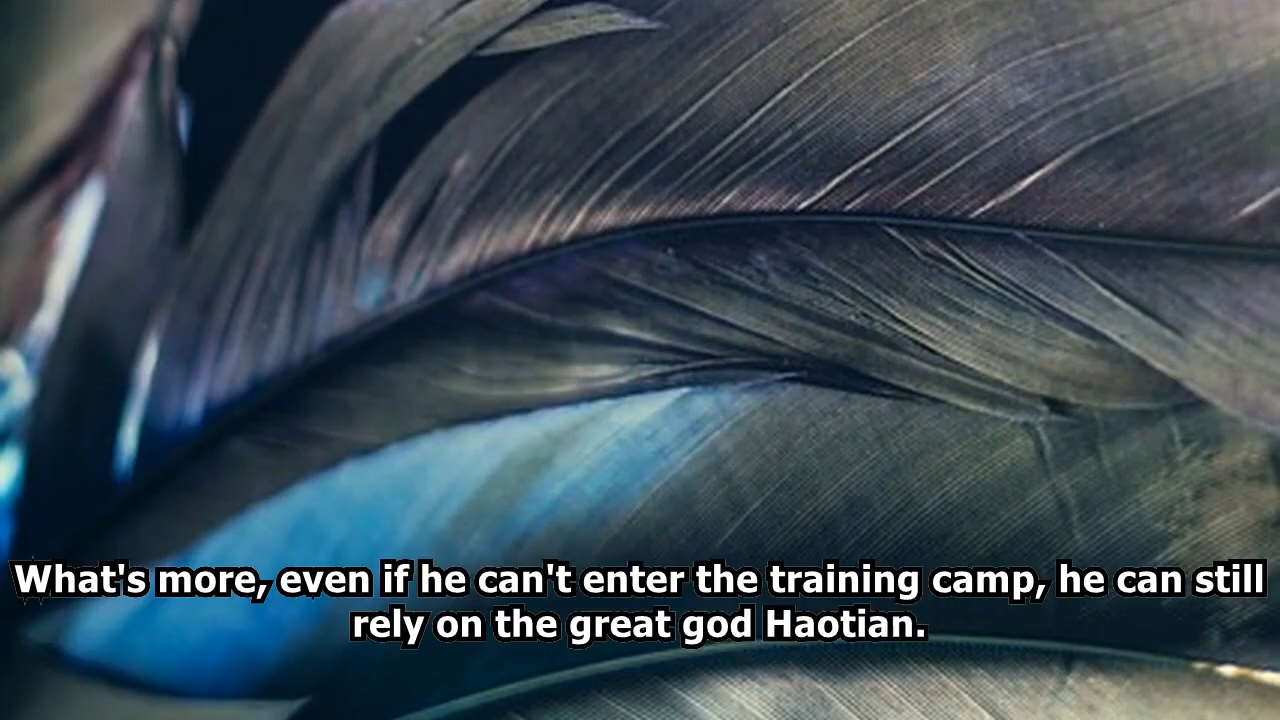 What's more, even if he can't enter the training camp, he can still
rely on the great god Haotian.